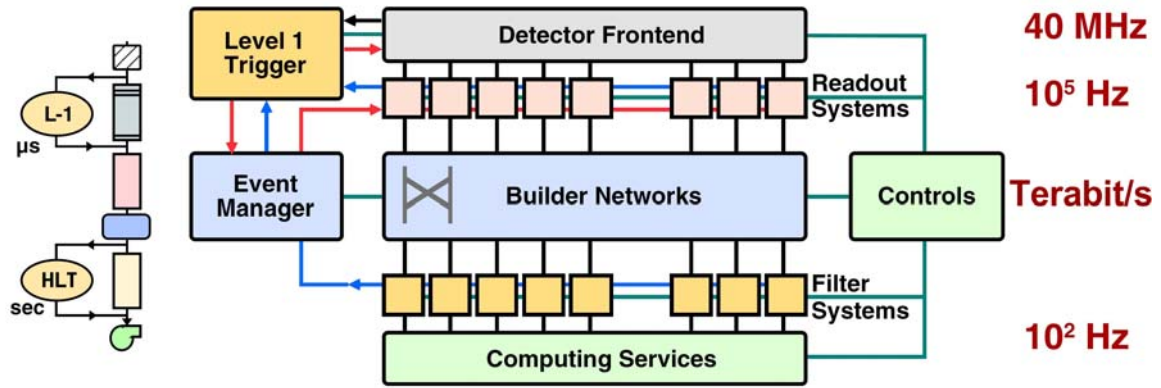 Level 1
Trigger
Detector Frontend
40 MHz
Readout
Systems
10⁵ Hz
L-1
µs
Event
Manager
Builder Networks
Controls
Terabit/s
HLT
sec
Filter
Systems
Computing Services
10² Hz